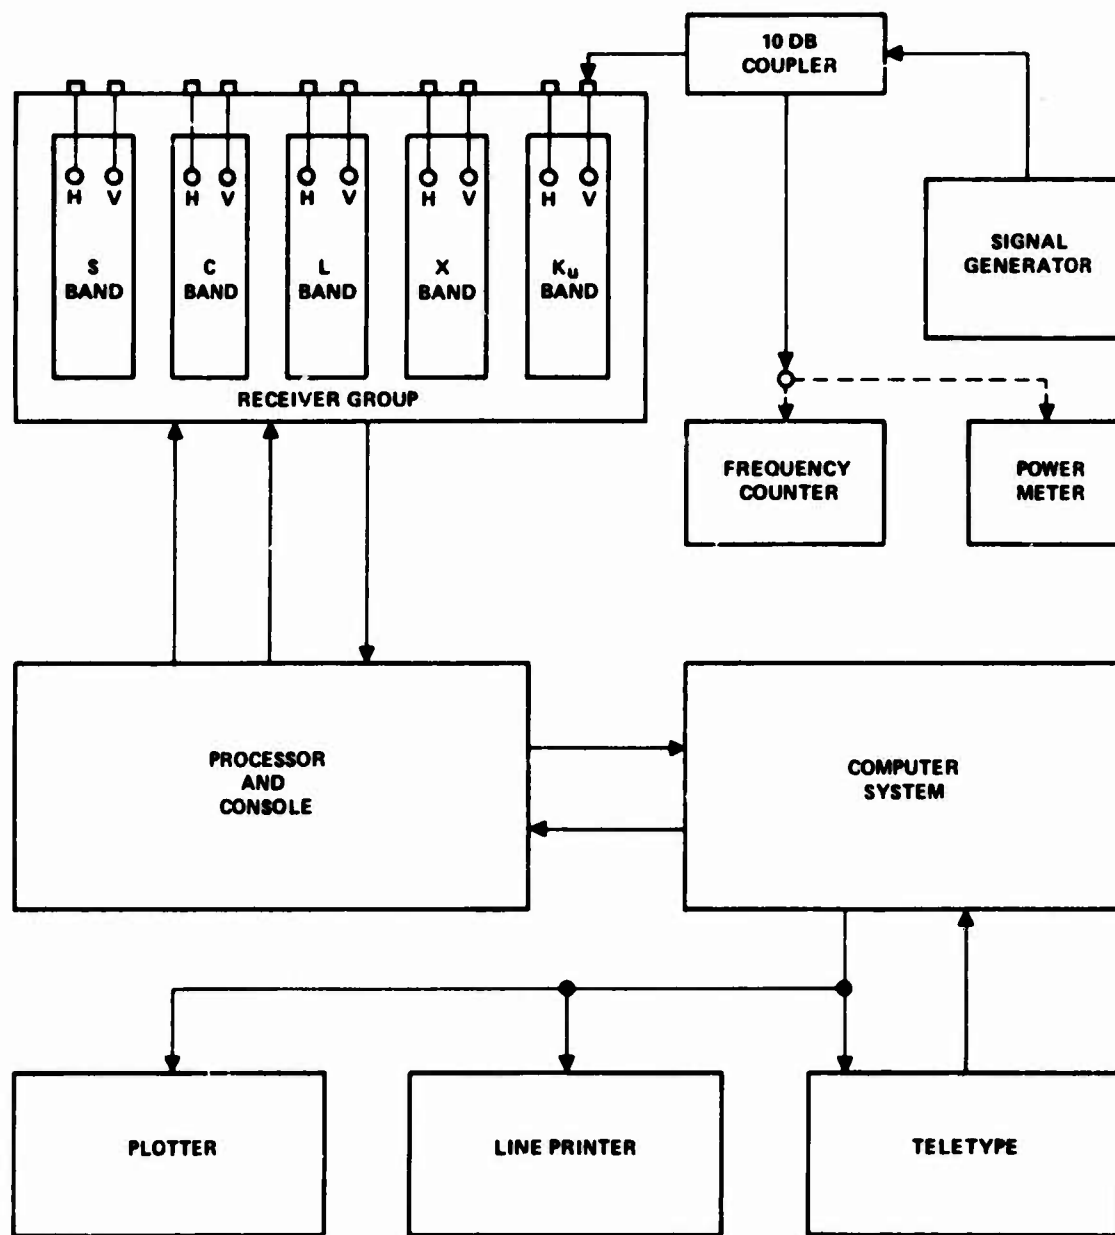 10 DB
COUPLER
H V H V H V H V H V
S
BAND
C
BAND
L
BAND
X
BAND
Ku
BAND
RECEIVER GROUP
SIGNAL
GENERATOR
FREQUENCY
COUNTER
POWER
METER
PROCESSOR
AND
CONSOLE
COMPUTER
SYSTEM
PLOTTER
LINE PRINTER
TELETYPE